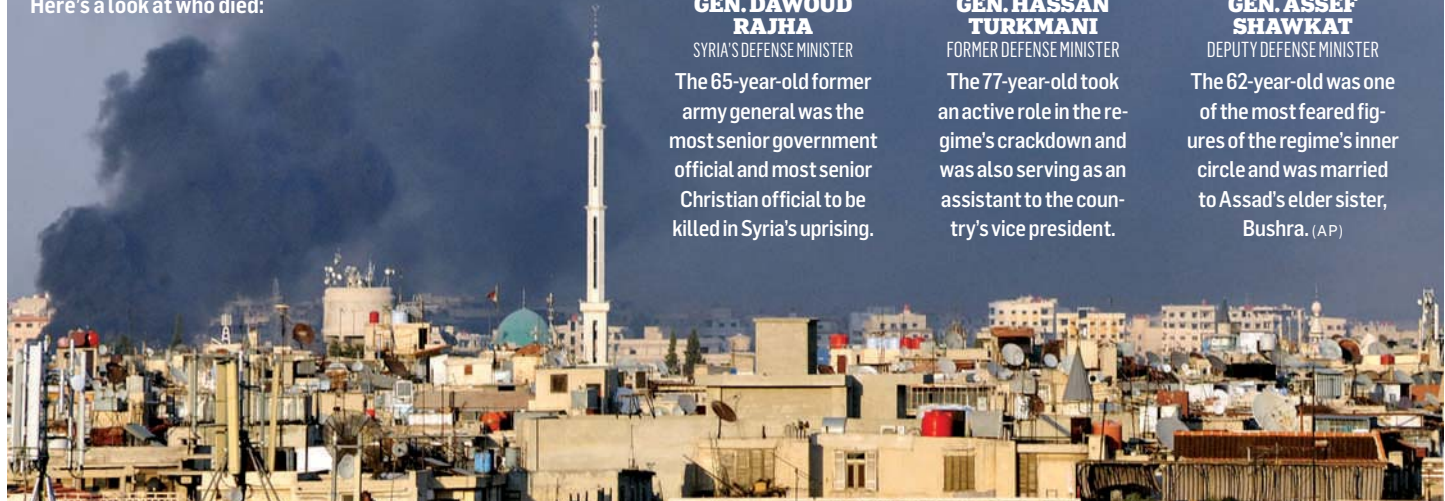 Here's a look at who died:
GEN. DAWOUD
RAJHA
SYRIA'S DEFENSE MINISTER
The 65-year-old former
army general was the
most senior government
official and most senior
Christian official to be
killed in Syria's uprising.
GEN. HASSAN
TURKMANI
FORMER DEFENSE MINISTER
The 77-year-old took
an active role in the re-
gime's crackdown and
was also serving as an
assistant to the coun-
try's vice president.
GEN. ASSEF
SHAWKAT
DEPUTY DEFENSE MINISTER
The 62-year-old was one
of the most feared fig-
ures of the regime's inner
circle and was married
to Assad's elder sister,
Bushra. (AP)